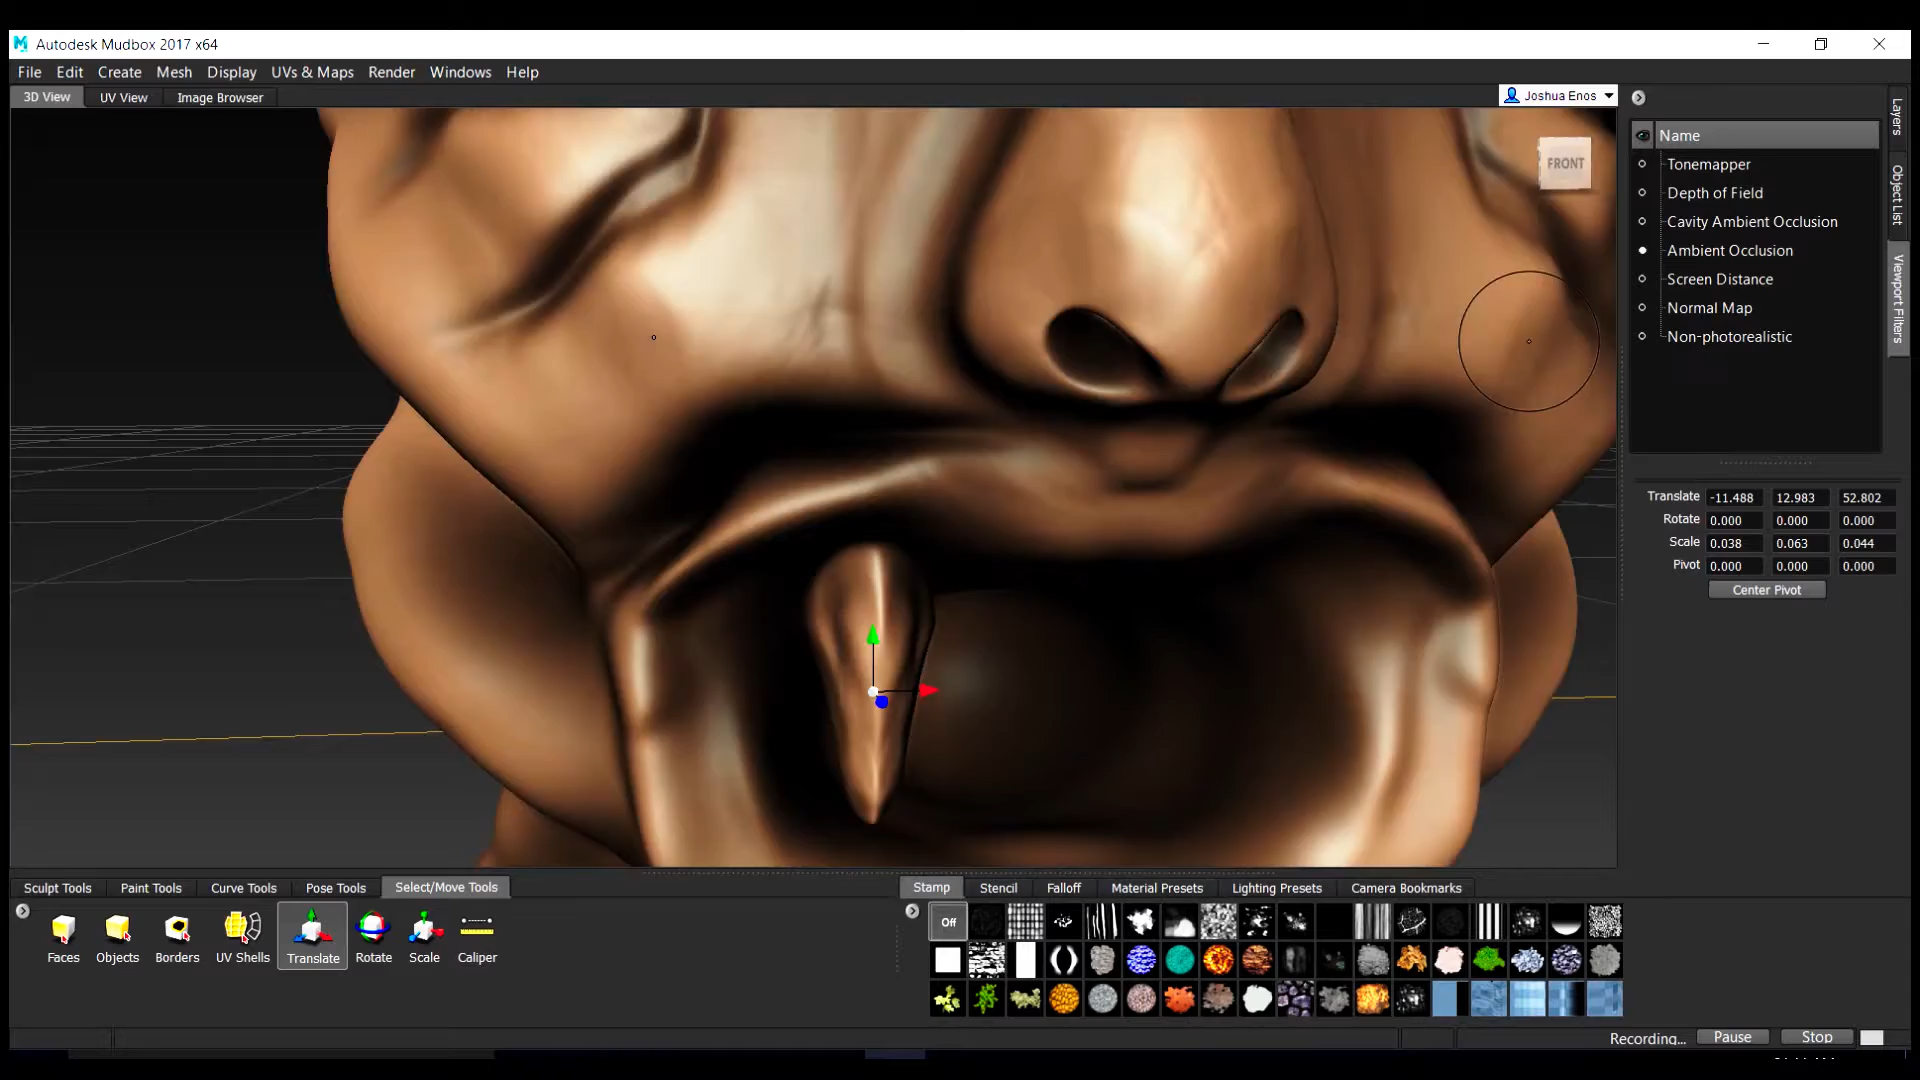 Autodesk Mudbox 2017 x64
File Edit Create Mesh Display UVs & Maps Render Windows Help
3D View UV View Image Browser
Joshua Enos
FRONT
Name
Tonemapper
Depth of Field
Cavity Ambient Occlusion
Ambient Occlusion
Screen Distance
Normal Map
Non-photorealistic
Layers
Object List
Viewport Filters
Translate -11.488 12.983 52.802
Rotate 0.000 0.000 0.000
Scale 0.038 0.063 0.044
Pivot 0.000 0.000 0.000
Center Pivot
Sculpt Tools Paint Tools Curve Tools Pose Tools Select/Move Tools
Faces Objects Borders UV Shells Translate Rotate Scale Caliper
Stamp Stencil Falloff Material Presets Lighting Presets Camera Bookmarks
Off
Recording... Pause Stop